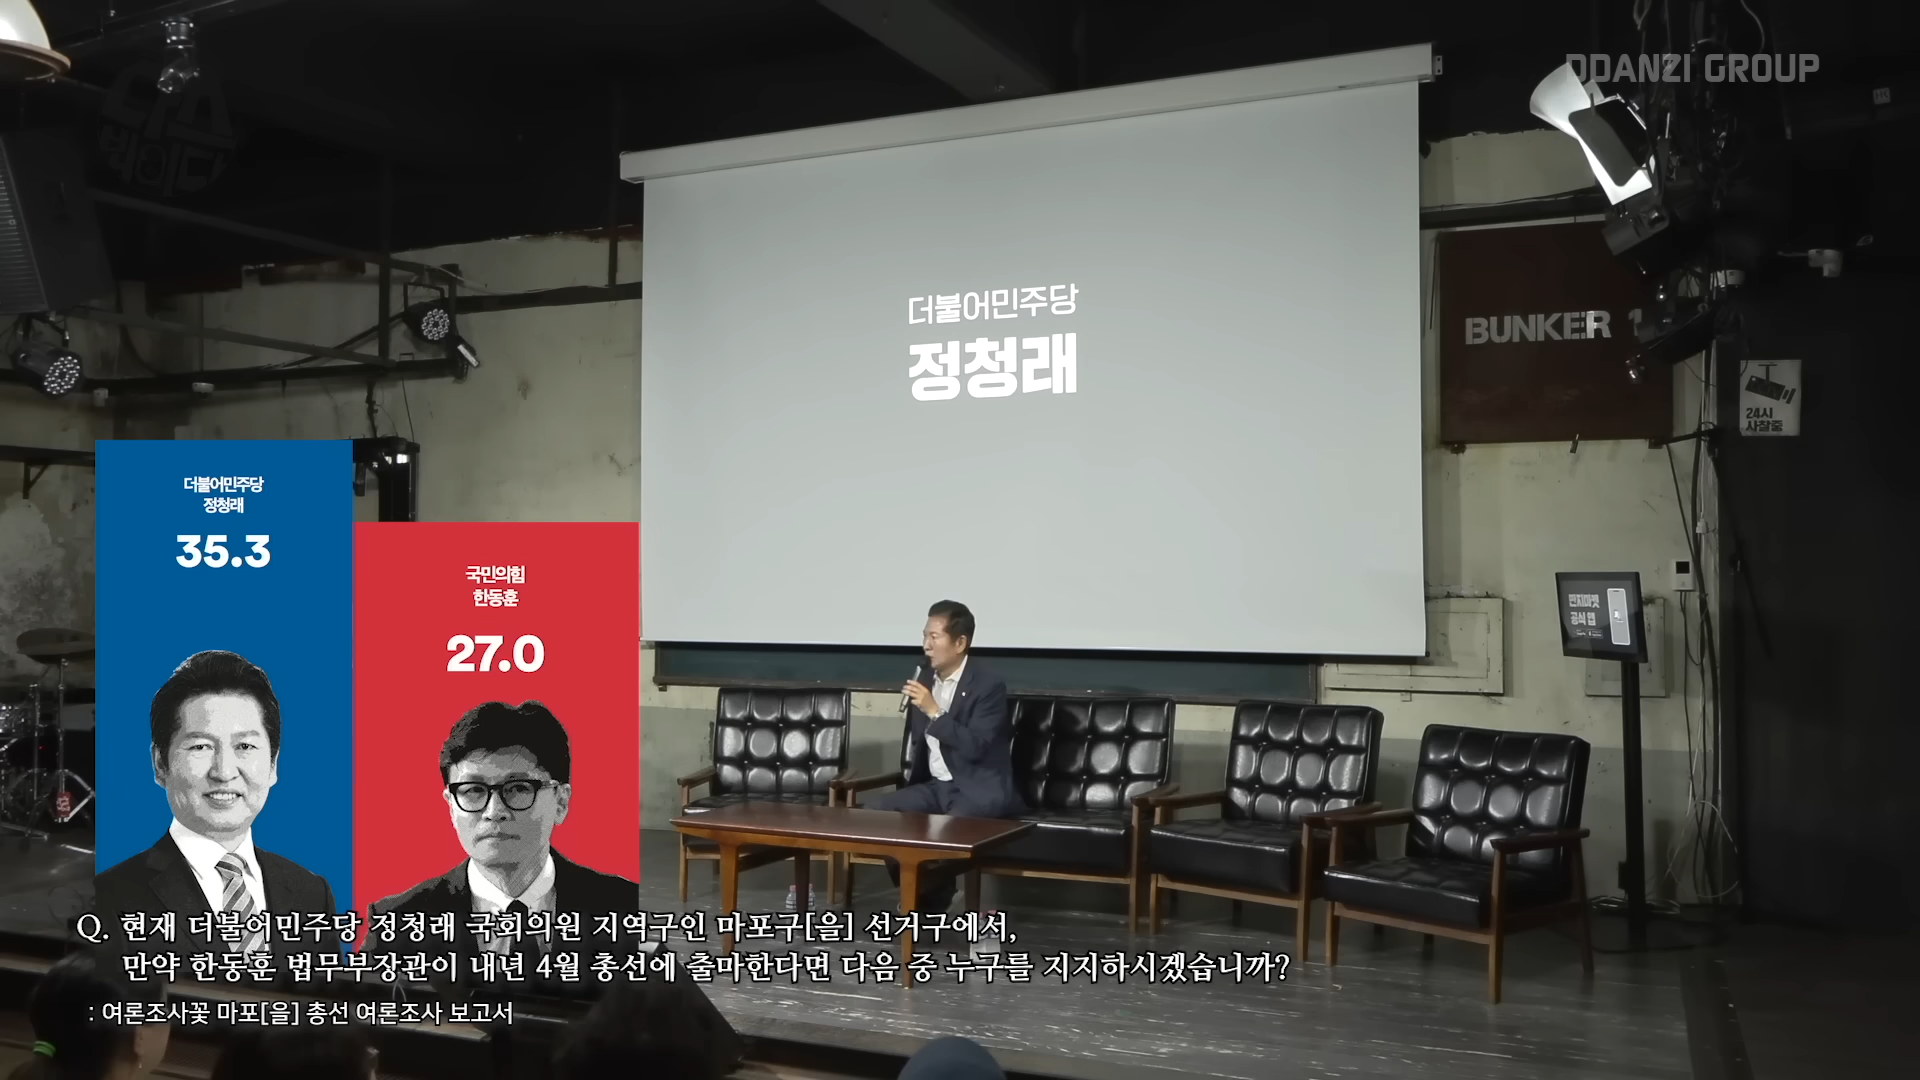 DDANZI GROUP
더불어민주당
정청래
BUNKER 1
24시
사찰중
더불어민주당
정청래
35.3
국민의힘
한동훈
27.0
딴지마켓
공식 앱
Q. 현재 더불어민주당 정청래 국회의원 지역구인 마포구[을] 선거구에서,
만약 한동훈 법무부장관이 내년 4월 총선에 출마한다면 다음 중 누구를 지지하시겠습니까?
: 여론조사꽃 마포[을] 총선 여론조사 보고서